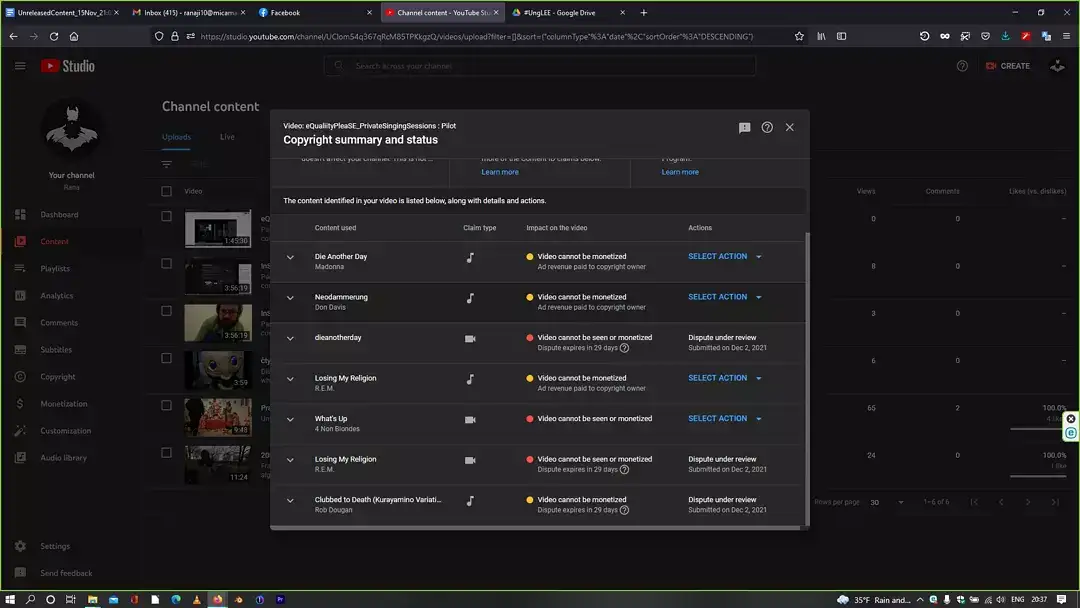 UnreleasedContent_15Nov_21:
Inbox (415) - ranaji10@micamai
Facebook
Channel content - YouTube Stu
#UngLEE - Google Drive
https://studio.youtube.com/channel/UClom54q367qRcM85TPKkgzQ/videos/upload?filter=[]&sort={"columnType"%3A"date"%2C"sortOrder"%3A"DESCENDING"}
Studio
Search across your channel
CREATE
Channel content
Uploads
Live
Your channel
Rana
Video
Views
Comments
Likes (vs. dislikes)
Dashboard
Content
Playlists
Analytics
Comments
Subtitles
Copyright
Monetization
Customization
Audio library
Settings
Send feedback
1:45:30
3:56:19
3:56:19
3:59
9:48
11:24
Video: eQualiityPleaSE_PrivateSingingSessions : Pilot
Copyright summary and status
doesn't affect your channel. This is not ...
more of the Content ID claims below.
Program.
Learn more
Learn more
The content identified in your video is listed below, along with details and actions.
Content used
Claim type
Impact on the video
Actions
Die Another Day
Madonna
Video cannot be monetized
Ad revenue paid to copyright owner
SELECT ACTION
Neodammerung
Don Davis
Video cannot be monetized
Ad revenue paid to copyright owner
SELECT ACTION
dieanotherday
Video cannot be seen or monetized
Dispute expires in 29 days
Dispute under review
Submitted on Dec 2, 2021
Losing My Religion
R.E.M.
Video cannot be monetized
Ad revenue paid to copyright owner
SELECT ACTION
What's Up
4 Non Blondes
Video cannot be seen or monetized
SELECT ACTION
Losing My Religion
R.E.M.
Video cannot be seen or monetized
Dispute expires in 29 days
Dispute under review
Submitted on Dec 2, 2021
Clubbed to Death (Kurayamino Variati...
Rob Dougan
Video cannot be monetized
Dispute expires in 29 days
Dispute under review
Submitted on Dec 2, 2021
0
0
8
0
3
0
6
0
65
2
100.0%
24
0
100.0%
1 like
Rows per page
30
1–6 of 6
35°F Rain and...
ENG
20:37